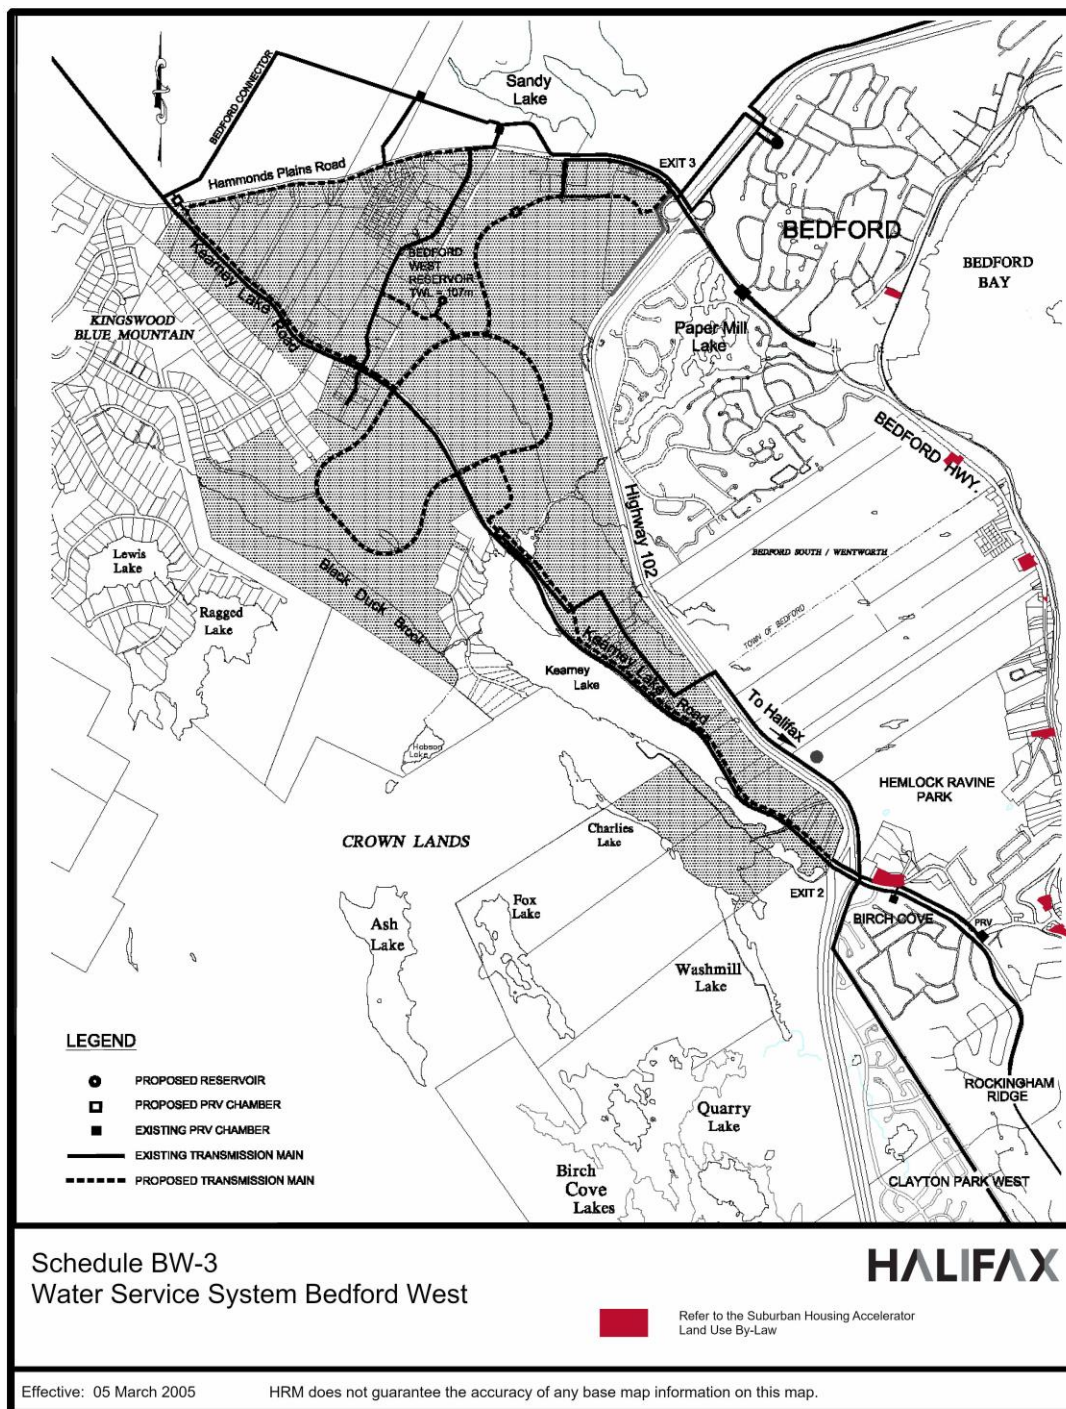 Sandy
Lake
BEDFORD CONNECTOR
EXIT 3
Hammonds Plains Road
BEDFORD
BEDFORD
BAY
BEDFORD
WEST
RESERVOIR
TWL = 107m
Kearney Lake Road
KINGSWOOD
BLUE MOUNTAIN
Paper Mill
Lake
BEDFORD HWY.
Highway 102
BEDFORD SOUTH / WENTWORTH
Lewis
Lake
Black Duck Brook
Ragged
Lake
TOWN OF BEDFORD
Kearney Lake Road
Kearney
Lake
To Halifax
Hobson
Lake
HEMLOCK RAVINE
PARK
CROWN LANDS
Charlies
Lake
EXIT 2
Fox
Lake
Ash
Lake
BIRCH COVE
PRV
Washmill
Lake
LEGEND
PROPOSED RESERVOIR
PROPOSED PRV CHAMBER
EXISTING PRV CHAMBER
EXISTING TRANSMISSION MAIN
PROPOSED TRANSMISSION MAIN
ROCKINGHAM
RIDGE
Quarry
Lake
Birch
Cove
Lakes
CLAYTON PARK WEST
Schedule BW-3
Water Service System Bedford West
HALIFAX
Refer to the Suburban Housing Accelerator
Land Use By-Law
Effective: 05 March 2005 HRM does not guarantee the accuracy of any base map information on this map.